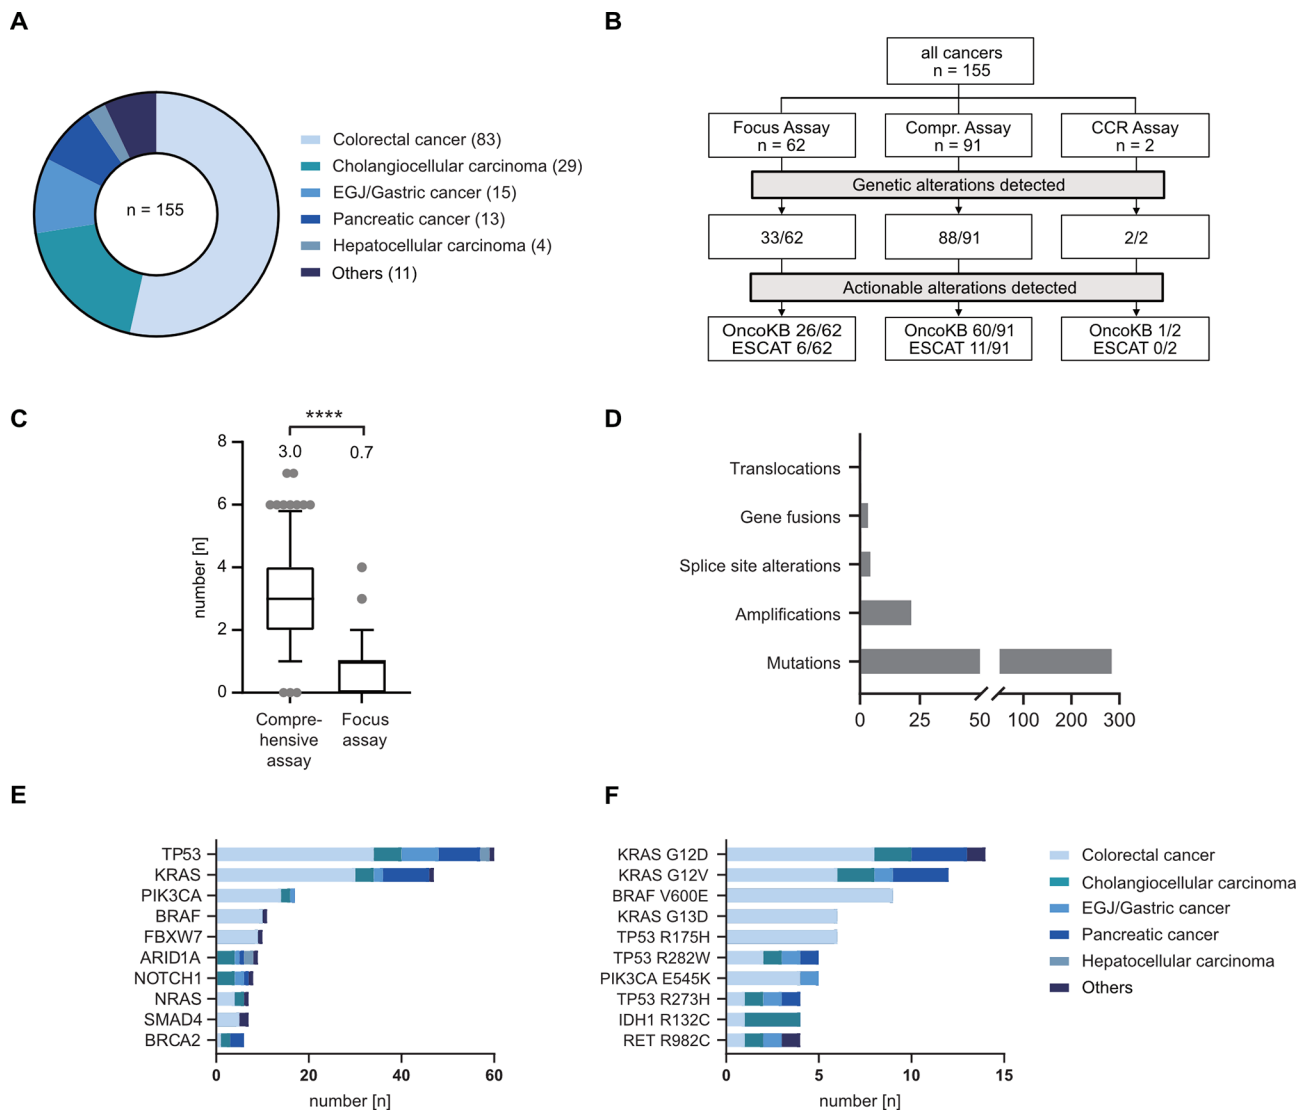 A
n = 155
Colorectal cancer (83)
Cholangiocellular carcinoma (29)
EGJ/Gastric cancer (15)
Pancreatic cancer (13)
Hepatocellular carcinoma (4)
Others (11)
B
all cancers
n = 155
Focus Assay
n = 62
Compr. Assay
n = 91
CCR Assay
n = 2
Genetic alterations detected
33/62
88/91
2/2
Actionable alterations detected
OncoKB 26/62
ESCAT 6/62
OncoKB 60/91
ESCAT 11/91
OncoKB 1/2
ESCAT 0/2
C
****
3.0
0.7
number [n]
8
6
4
2
0
Compre-
hensive
assay
Focus
assay
D
Translocations
Gene fusions
Splice site alterations
Amplifications
Mutations
0
25
50
100
200
300
E
TP53
KRAS
PIK3CA
BRAF
FBXW7
ARID1A
NOTCH1
NRAS
SMAD4
BRCA2
0
20
40
60
number [n]
F
KRAS G12D
KRAS G12V
BRAF V600E
KRAS G13D
TP53 R175H
TP53 R282W
PIK3CA E545K
TP53 R273H
IDH1 R132C
RET R982C
0
5
10
15
number [n]
Colorectal cancer
Cholangiocellular carcinoma
EGJ/Gastric cancer
Pancreatic cancer
Hepatocellular carcinoma
Others